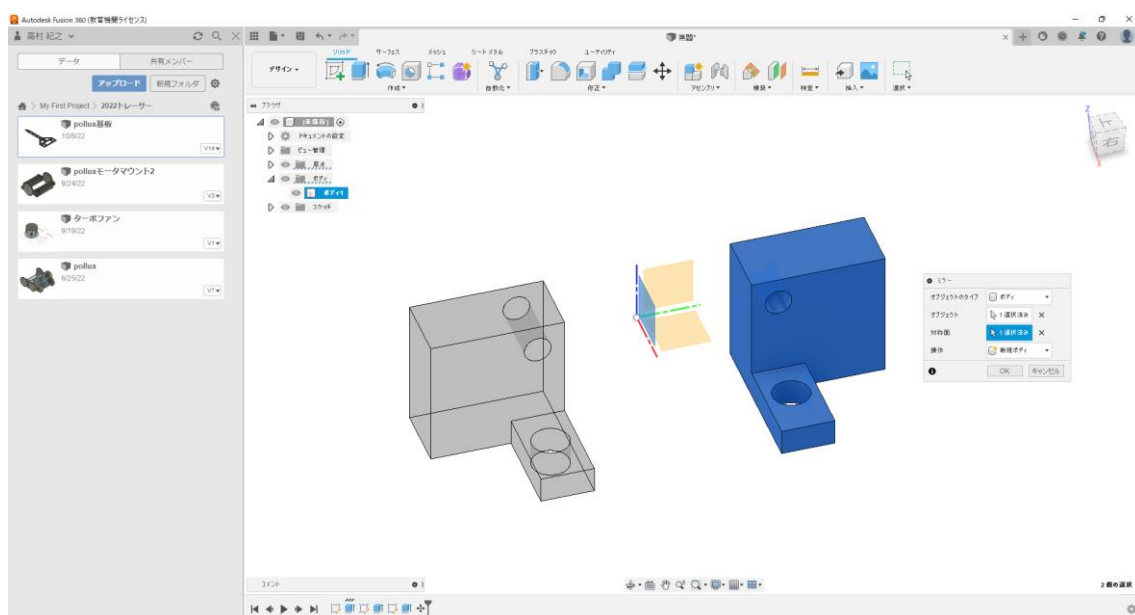 Autodesk Fusion 360 (教育機関ライセンス)
高村 紀之
無題*
データ
共有メンバー
アップロード
新規フォルダ
My First Project > 2022トレーサー
pollux基板
10/6/22
V14
polluxモータマウント2
9/24/22
V3
ターボファン
9/19/22
V1
pollux
6/25/22
V7
デザイン
ソリッド
サーフェス
メッシュ
シート メタル
プラスチック
ユーティリティ
作成
自動化
修正
アセンブリ
構築
検査
挿入
選択
ブラウザ
(未保存)
ドキュメントの設定
ビュー管理
原点
ボディ
ボディ1
スケッチ
Z
X
上
右
ミラー
オブジェクトのタイプ
ボディ
オブジェクト
1 選択済み
対称面
1 選択済み
操作
新規ボディ
OK
キャンセル
コメント
2 個の選択